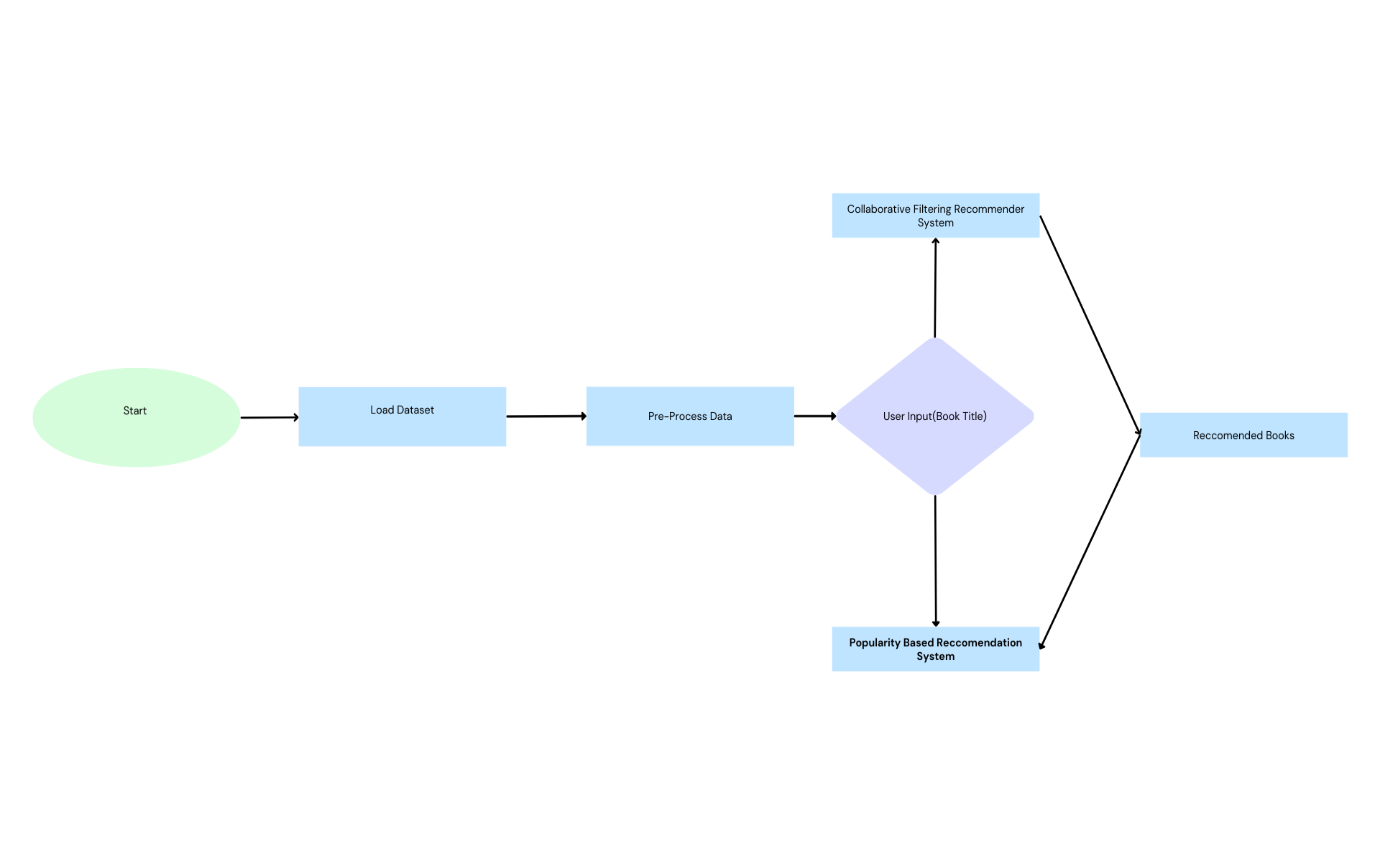 Start
Load Dataset
Pre-Process Data
User Input(Book Title)
Collaborative Filtering Recommender
System
Popularity Based Reccomendation
System
Reccomended Books